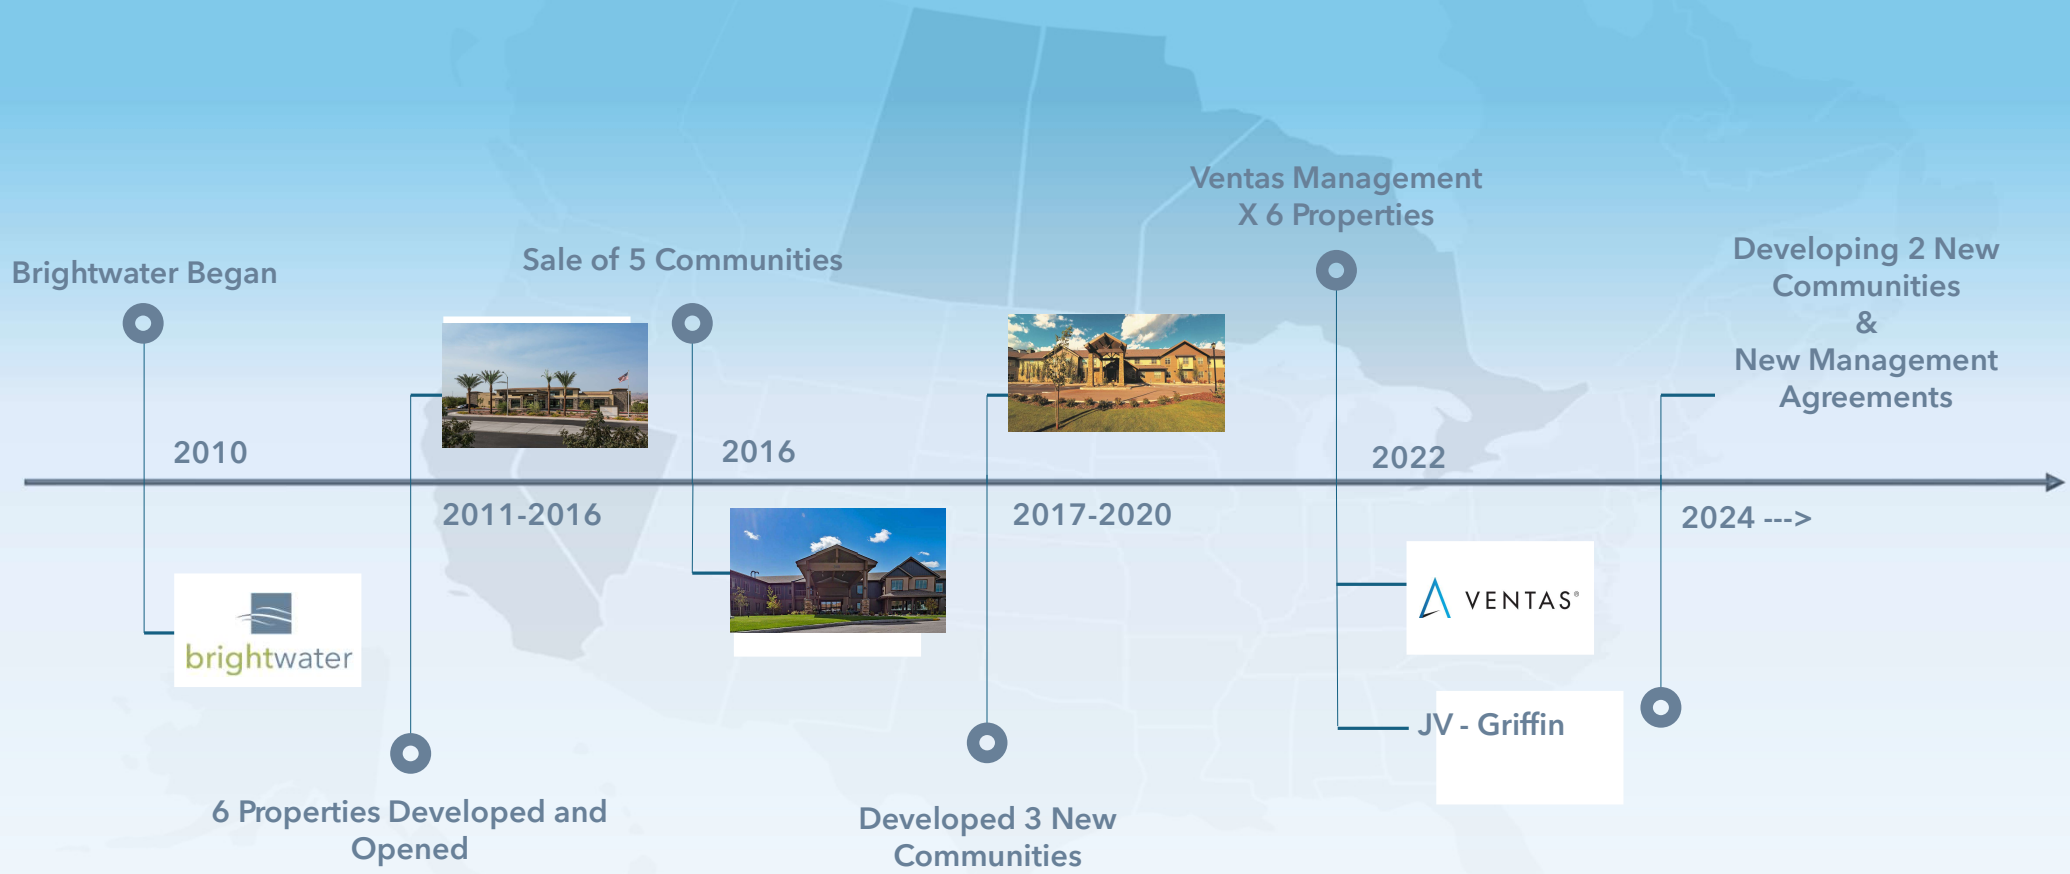 Brightwater Began
2010
brightwater
2011-2016
6 Properties Developed and
Opened
Sale of 5 Communities
2016
2017-2020
Developed 3 New
Communities
Ventas Management
X 6 Properties
2022
VENTAS®
JV - Griffin
Developing 2 New
Communities
&
New Management
Agreements
2024 --->